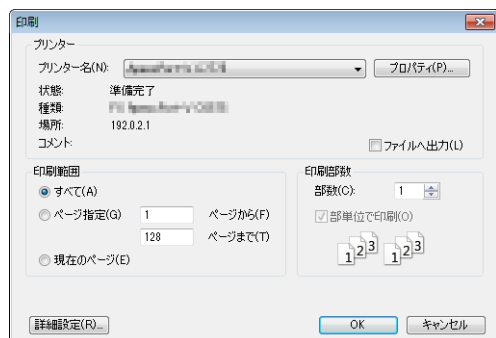 印刷
プリンター
プリンター名(N):
プロパティ(P)...
状態: 準備完了
種類:
場所: 192.0.2.1
コメント:
ファイルへ出力(L)
印刷範囲
すべて(A)
ページ指定(G) 1 ページから(F)
128 ページまで(T)
現在のページ(E)
印刷部数
部数(C): 1
部単位で印刷(O)
1 2 3 1 2 3
詳細設定(R)...
OK
キャンセル